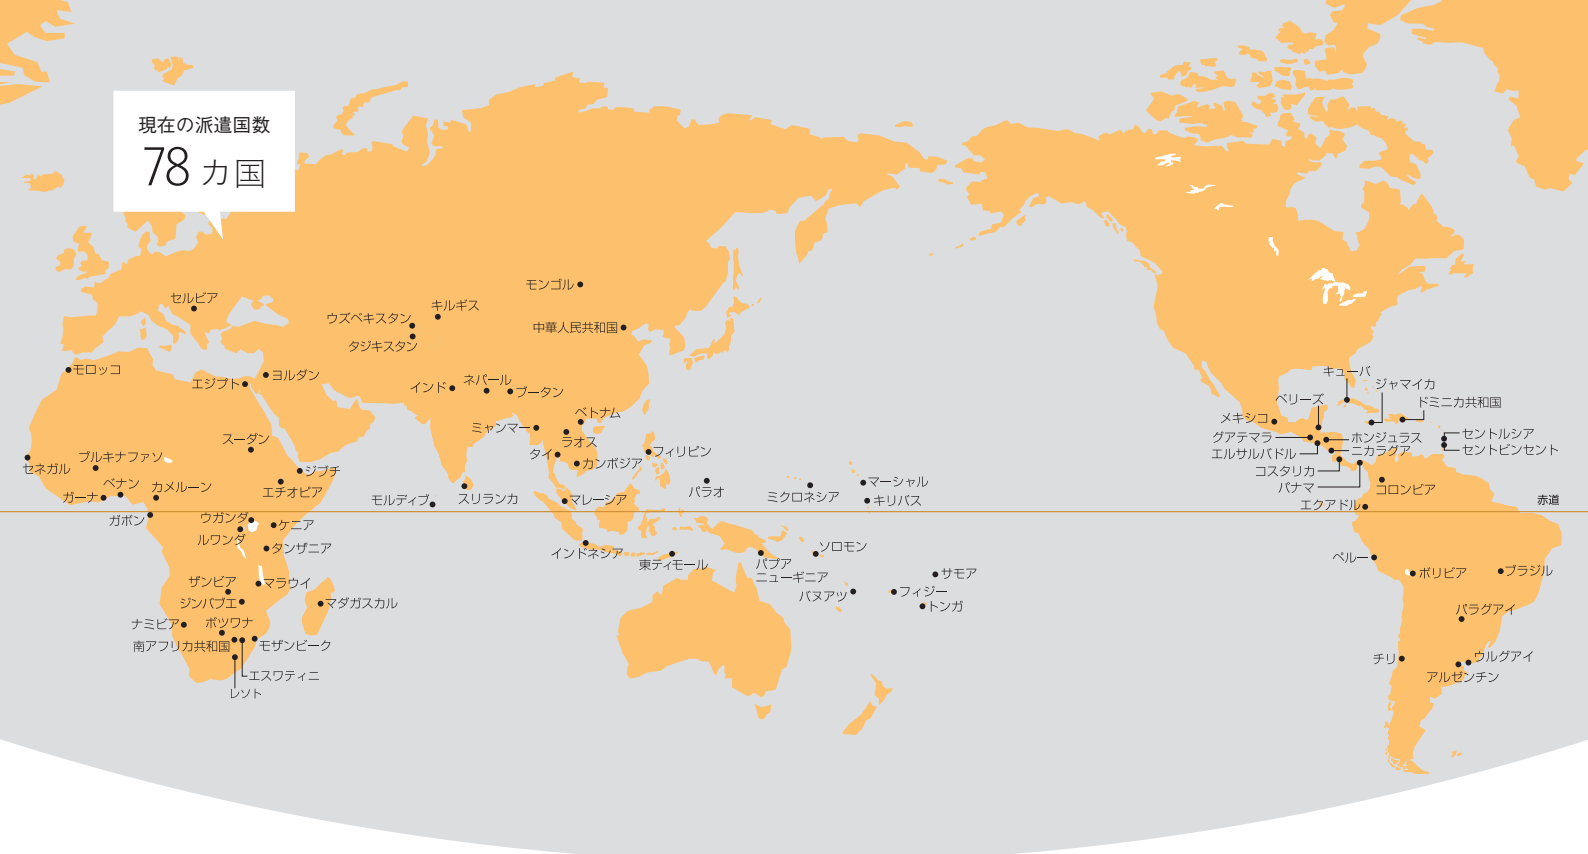 現在の派遣国数
78 カ国
セルビア
モンゴル
キルギス
ウズベキスタン
タジキスタン
中華人民共和国
モロッコ
エジプト
ヨルダン
インド
ネパール
ブータン
ベトナム
ミャンマー
ラオス
タイ
カンボジア
フィリピン
スーダン
セネガル
ブルキナファソ
ジブチ
ベナン
カメルーン
エチオピア
ガーナ
モルディブ
スリランカ
マレーシア
パラオ
ミクロネシア
マーシャル
キリバス
ガボン
ウガンダ
ケニア
ルワンダ
タンザニア
インドネシア
東ティモール
パプア
ニューギニア
ソロモン
サモア
バヌアツ
フィジー
トンガ
ザンビア
マラウイ
ジンバブエ
マダガスカル
ナミビア
ボツワナ
南アフリカ共和国
モザンビーク
エスワティニ
レソト
キューバ
ジャマイカ
ベリーズ
ドミニカ共和国
メキシコ
グアテマラ
ホンジュラス
セントルシア
エルサルバドル
ニカラグア
セントビンセント
コスタリカ
パナマ
コロンビア
エクアドル
赤道
ペルー
ボリビア
ブラジル
パラグアイ
チリ
ウルグアイ
アルゼンチン